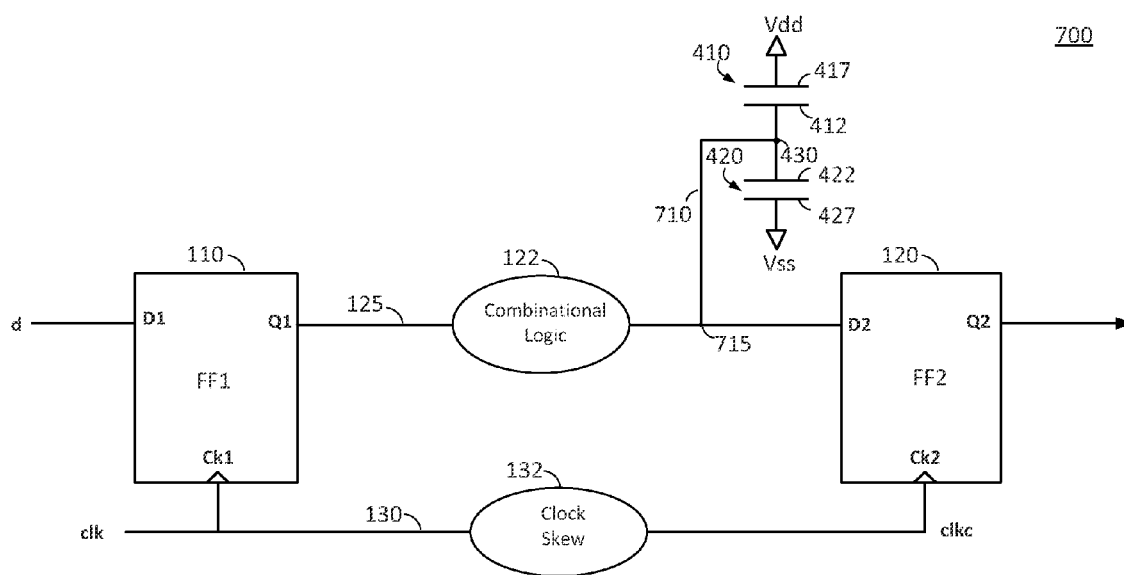 Vdd
700
410
417
412
420
430
422
710
427
Vss
110
122
120
d
D1
Q1
125
Combinational
Logic
715
D2
Q2
FF1
FF2
Ck1
Ck2
132
clk
130
Clock
Skew
clkc